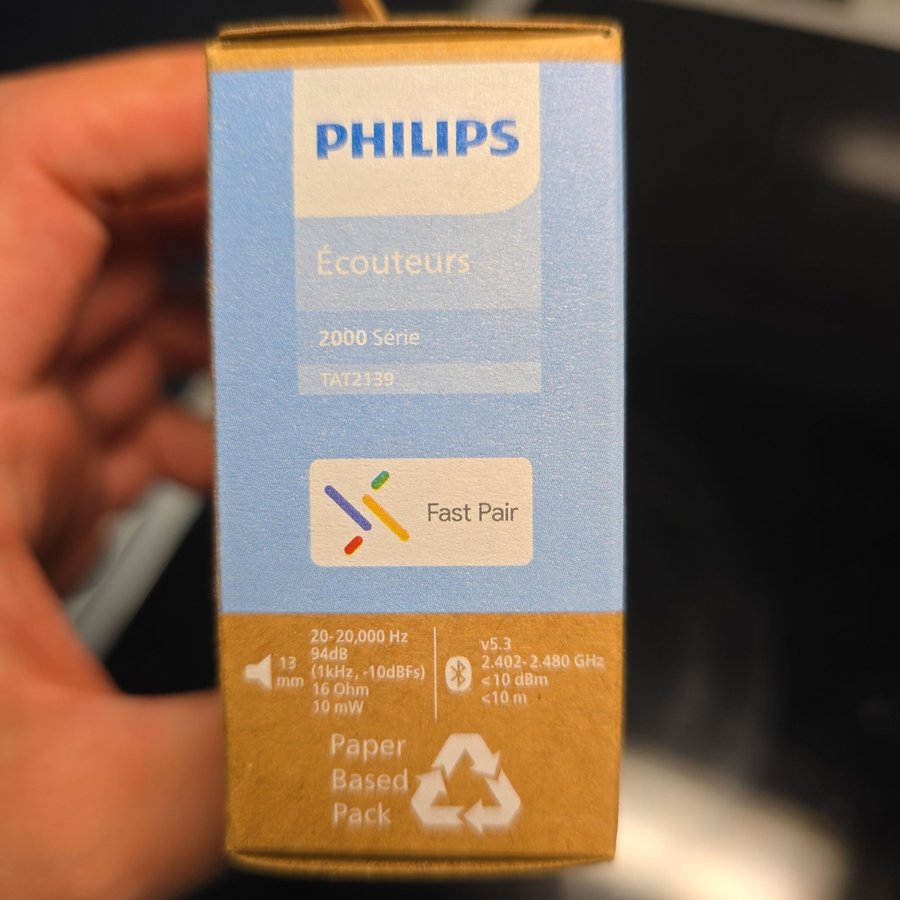 PHILIPS
Écouteurs
2000 Série
TAT2139
Fast Pair
13
mm
20-20,000 Hz
94dB
(1kHz, -10dBFs)
16 Ohm
10 mW
v5.3
2.402-2.480 GHz
<10 dBm
<10 m
Paper
Based
Pack